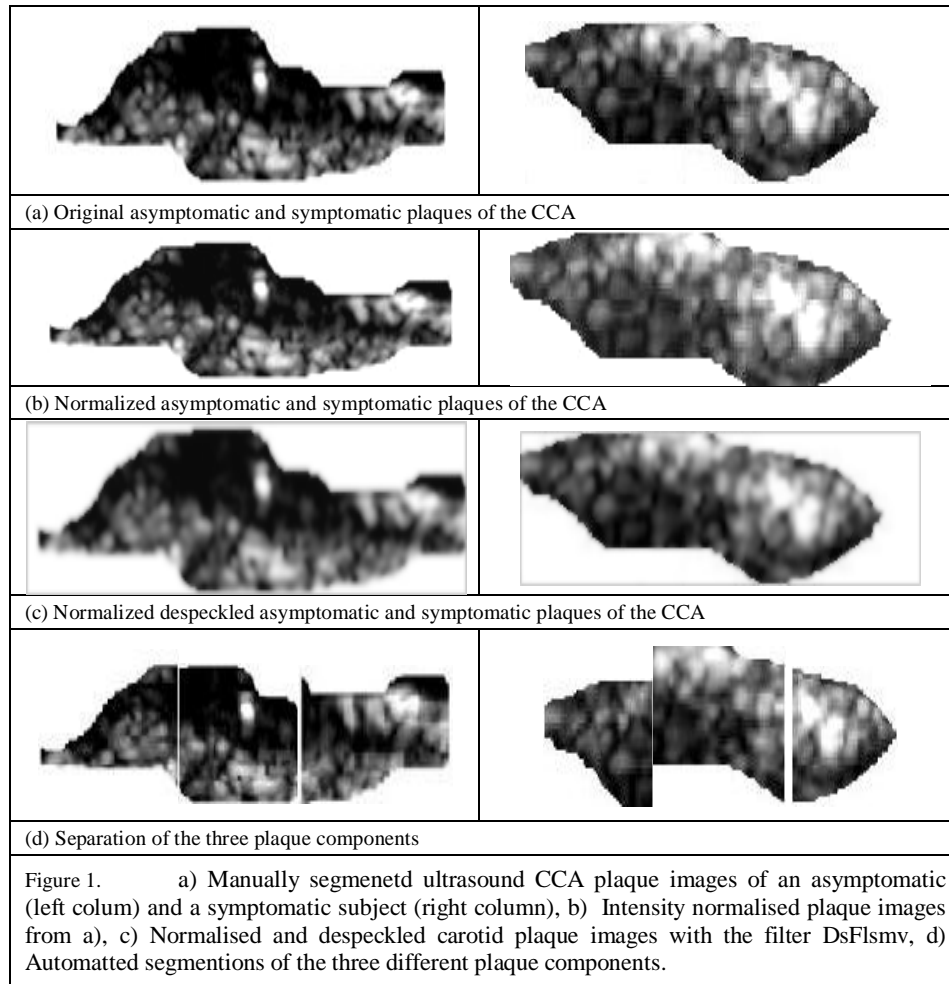 (a) Original asymptomatic and symptomatic plaques of the CCA
(b) Normalized asymptomatic and symptomatic plaques of the CCA
(c) Normalized despeckled asymptomatic and symptomatic plaques of the CCA
(d) Separation of the three plaque components
Figure 1. a) Manually segmenetd ultrasound CCA plaque images of an asymptomatic
(left colum) and a symptomatic subject (right column), b) Intensity normalised plaque images
from a), c) Normalised and despeckled carotid plaque images with the filter DsFlsmv, d)
Automatted segmentions of the three different plaque components.